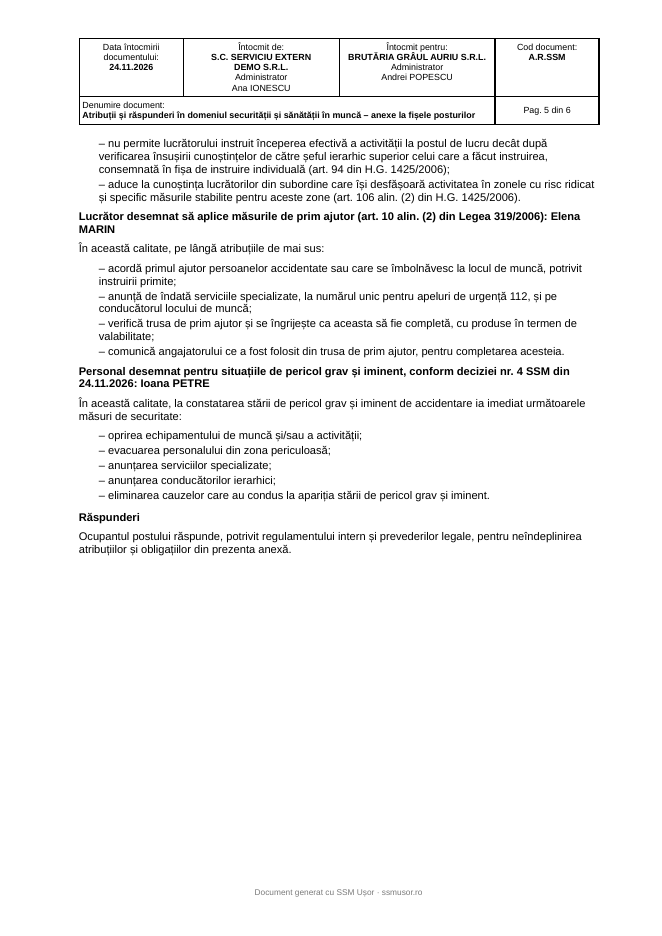 Data întocmirii
documentului:
24.11.2026
Întocmit de:
S.C. SERVICIU EXTERN
DEMO S.R.L.
Administrator
Ana IONESCU
Întocmit pentru:
BRUTĂRIA GRÂUL AURIU S.R.L.
Administrator
Andrei POPESCU
Cod document:
A.R.SSM
Denumire document:
Atribuții și răspunderi în domeniul securității și sănătății în muncă – anexe la fișele posturilor
Pag. 5 din 6
– nu permite lucrătorului instruit începerea efectivă a activității la postul de lucru decât după
verificarea însușirii cunoștințelor de către șeful ierarhic superior celui care a făcut instruirea,
consemnată în fișa de instruire individuală (art. 94 din H.G. 1425/2006);
– aduce la cunoștința lucrătorilor din subordine care își desfășoară activitatea în zonele cu risc ridicat
și specific măsurile stabilite pentru aceste zone (art. 106 alin. (2) din H.G. 1425/2006).
Lucrător desemnat să aplice măsurile de prim ajutor (art. 10 alin. (2) din Legea 319/2006): Elena
MARIN
În această calitate, pe lângă atribuțiile de mai sus:
– acordă primul ajutor persoanelor accidentate sau care se îmbolnăvesc la locul de muncă, potrivit
instruirii primite;
– anunță de îndată serviciile specializate, la numărul unic pentru apeluri de urgență 112, și pe
conducătorul locului de muncă;
– verifică trusa de prim ajutor și se îngrijește ca aceasta să fie completă, cu produse în termen de
valabilitate;
– comunică angajatorului ce a fost folosit din trusa de prim ajutor, pentru completarea acesteia.
Personal desemnat pentru situațiile de pericol grav și iminent, conform deciziei nr. 4 SSM din
24.11.2026: Ioana PETRE
În această calitate, la constatarea stării de pericol grav și iminent de accidentare ia imediat următoarele
măsuri de securitate:
– oprirea echipamentului de muncă și/sau a activității;
– evacuarea personalului din zona periculoasă;
– anunțarea serviciilor specializate;
– anunțarea conducătorilor ierarhici;
– eliminarea cauzelor care au condus la apariția stării de pericol grav și iminent.
Răspunderi
Ocupantul postului răspunde, potrivit regulamentului intern și prevederilor legale, pentru neîndeplinirea
atribuțiilor și obligațiilor din prezenta anexă.
Document generat cu SSM Ușor · ssmusor.ro